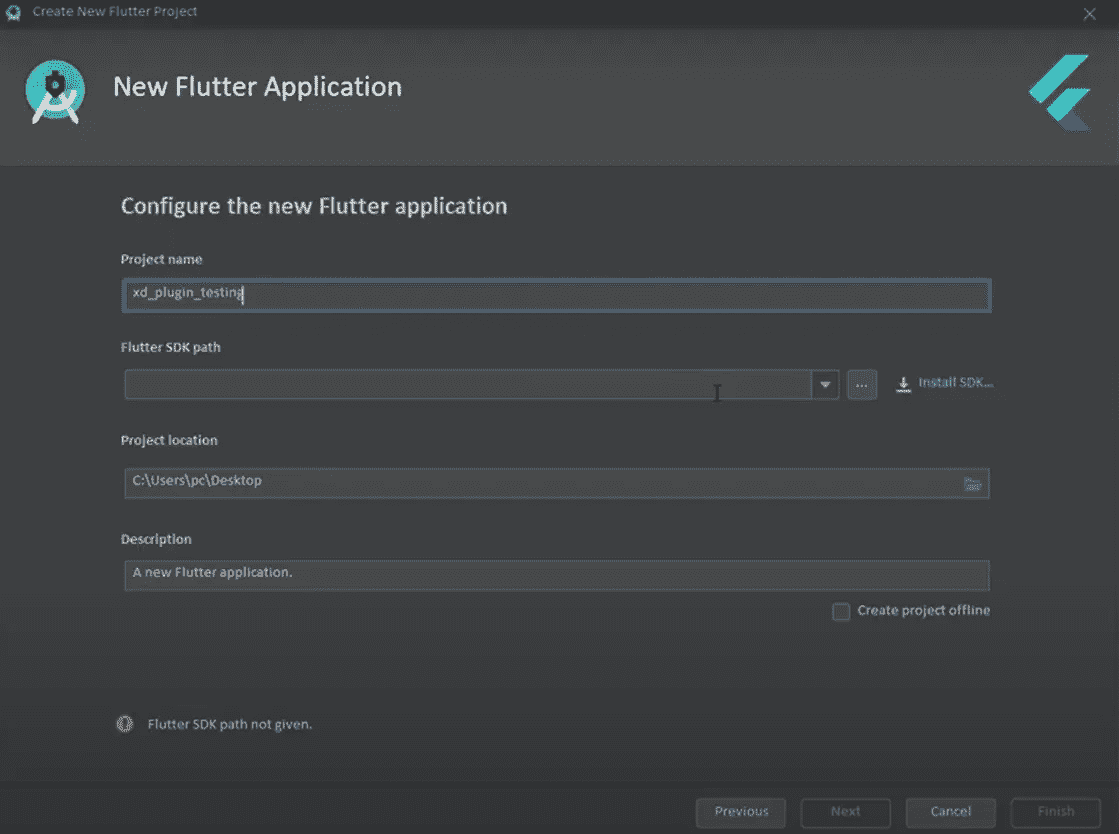 Create New Flutter Project
New Flutter Application
Configure the new Flutter application
Project name
xd_plugin_testing
Flutter SDK path
... Install SDK...
Project location
C:\Users\pc\Desktop
Description
A new Flutter application.
Create project offline
Flutter SDK path not given.
Previous Next Cancel Finish